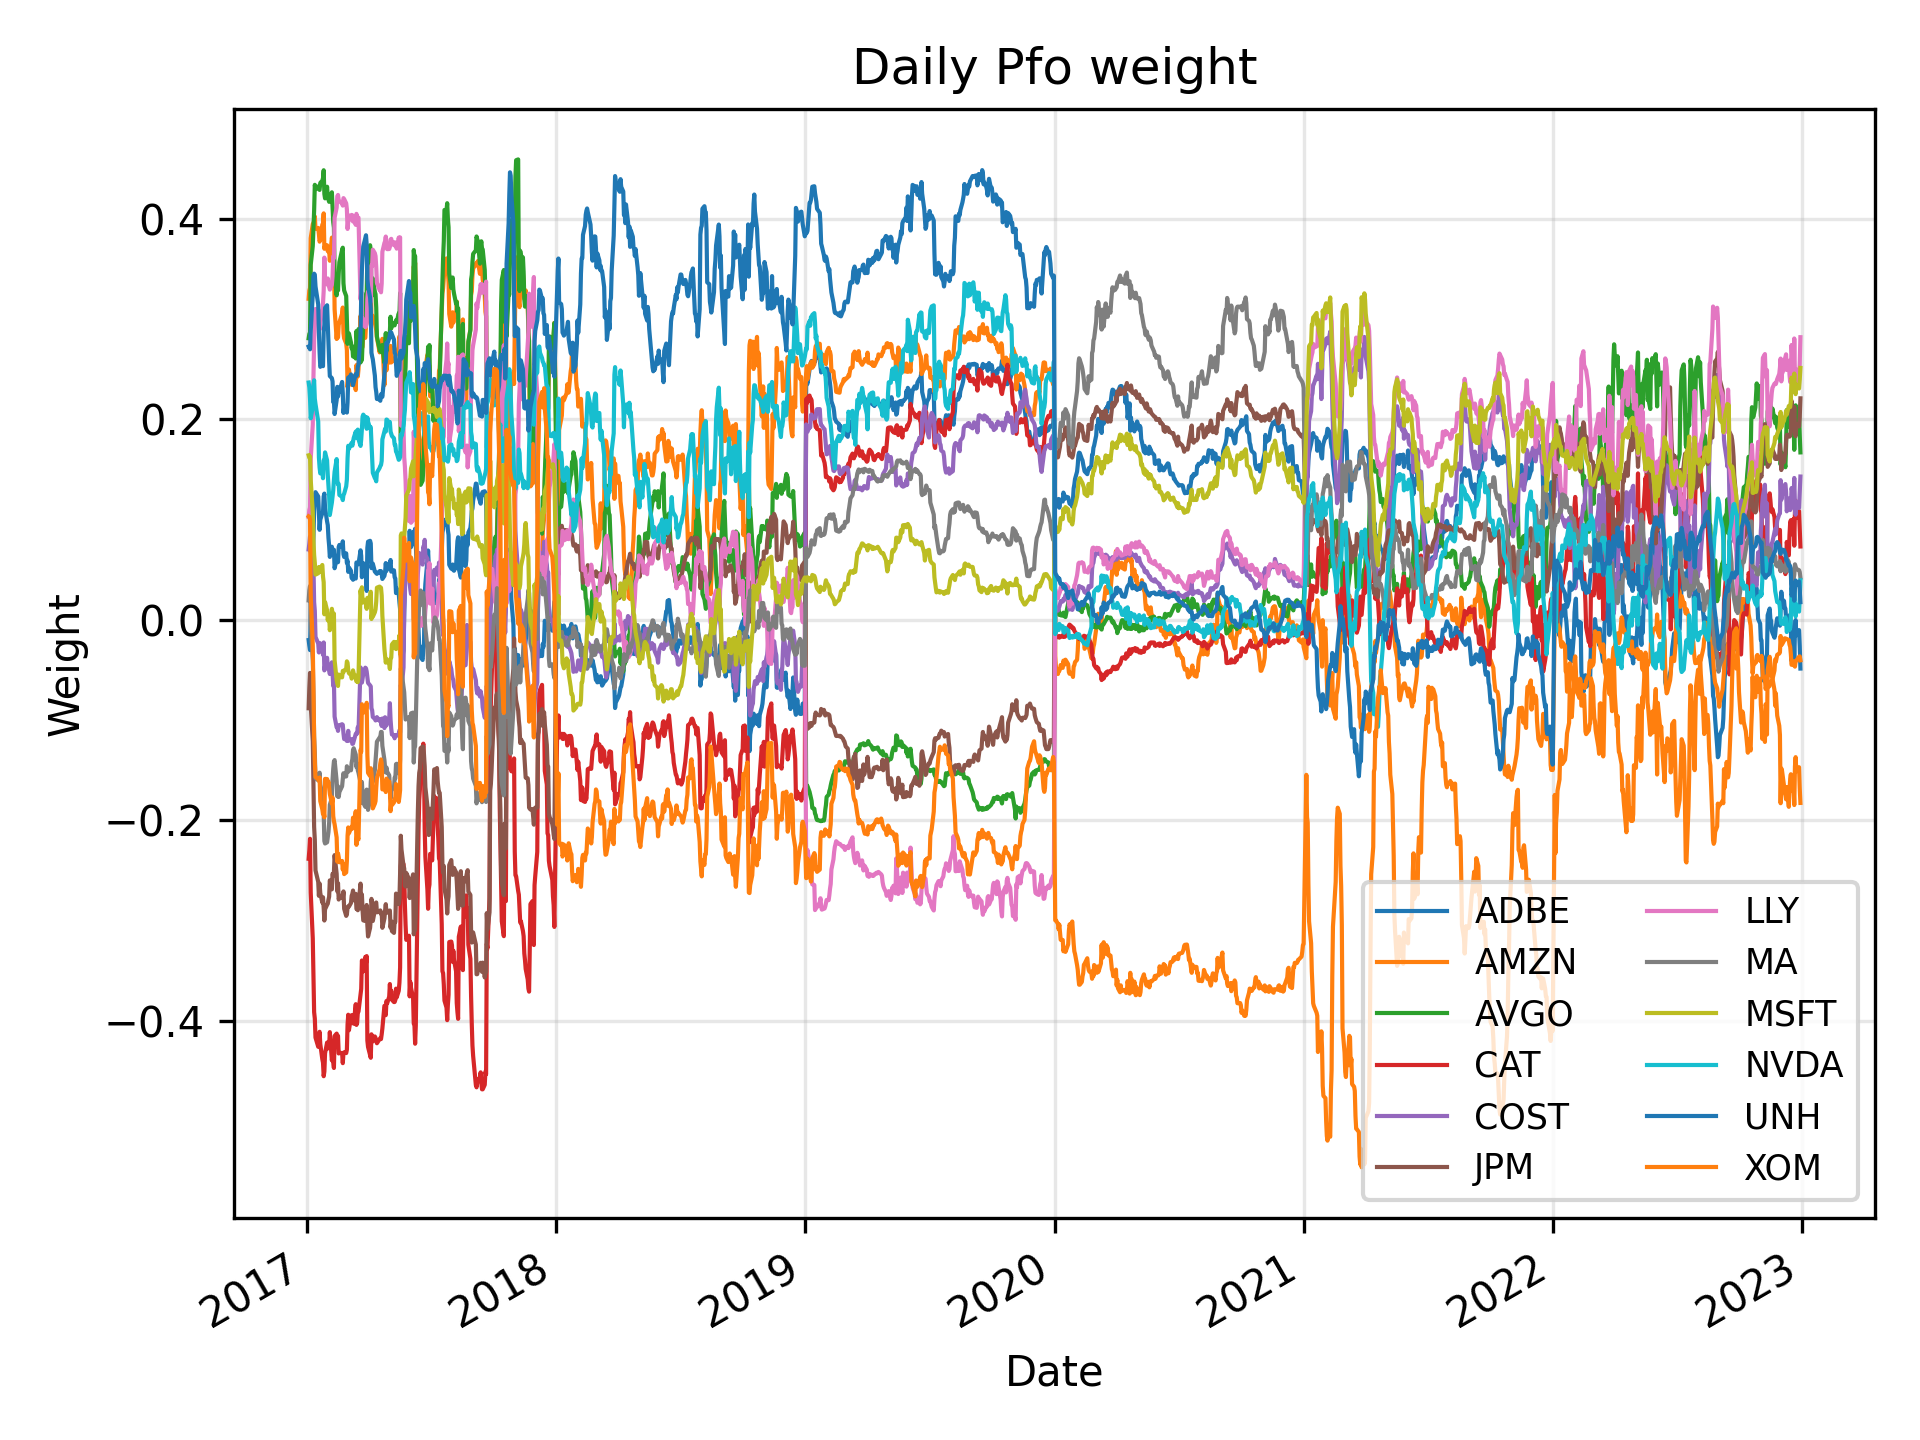 Daily Pfo weight
Weight
0.4
0.2
0.0
−0.2
−0.4
ADBE
AMZN
AVGO
CAT
COST
JPM
LLY
MA
MSFT
NVDA
UNH
XOM
2017 2018 2019 2020 2021 2022 2023
Date